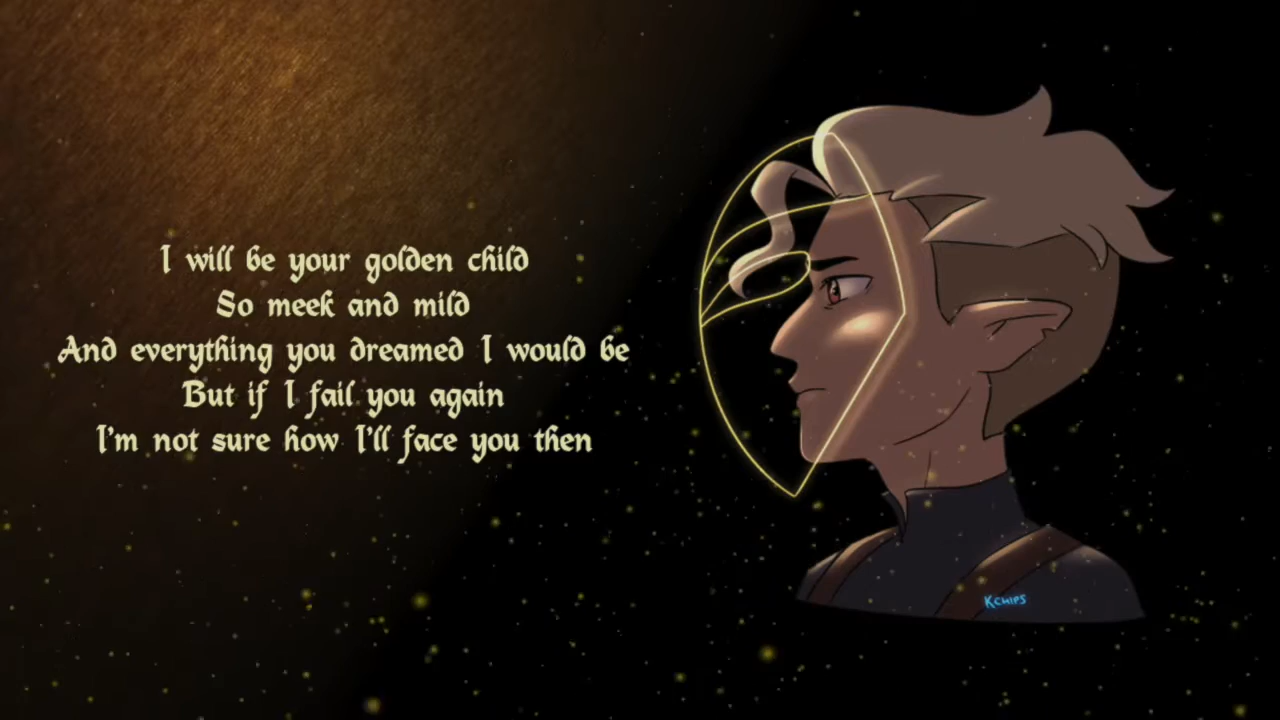 I will be your golden child
So meek and mild
And everything you dreamed I would be
But if I fail you again
I'm not sure how I'll face you then
Kchips